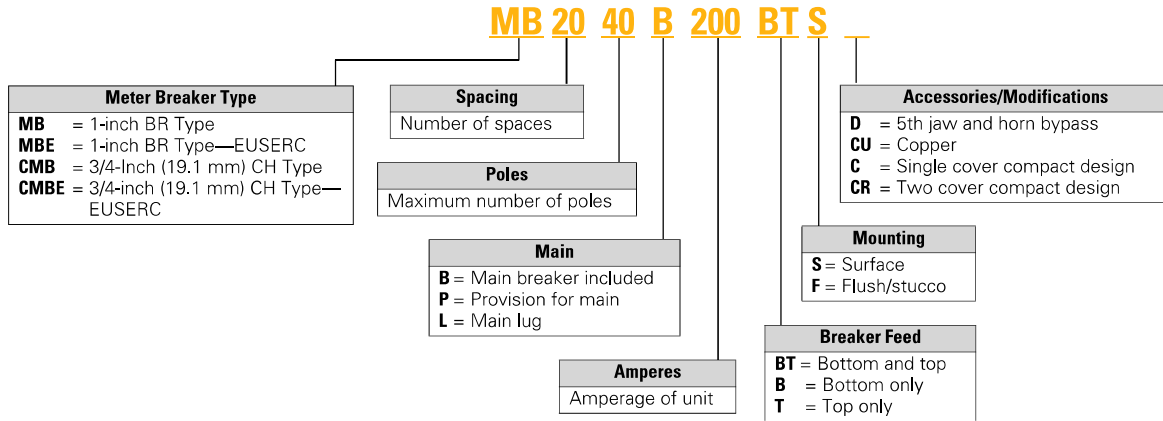 MB 20 40 B 200 BT S _
Meter Breaker Type
MB = 1-inch BR Type
MBE = 1-inch BR Type—EUSERC
CMB = 3/4-Inch (19.1 mm) CH Type
CMBE = 3/4-inch (19.1 mm) CH Type—
EUSERC
Spacing
Number of spaces
Poles
Maximum number of poles
Main
B = Main breaker included
P = Provision for main
L = Main lug
Amperes
Amperage of unit
Accessories/Modifications
D = 5th jaw and horn bypass
CU = Copper
C = Single cover compact design
CR = Two cover compact design
Mounting
S = Surface
F = Flush/stucco
Breaker Feed
BT = Bottom and top
B = Bottom only
T = Top only